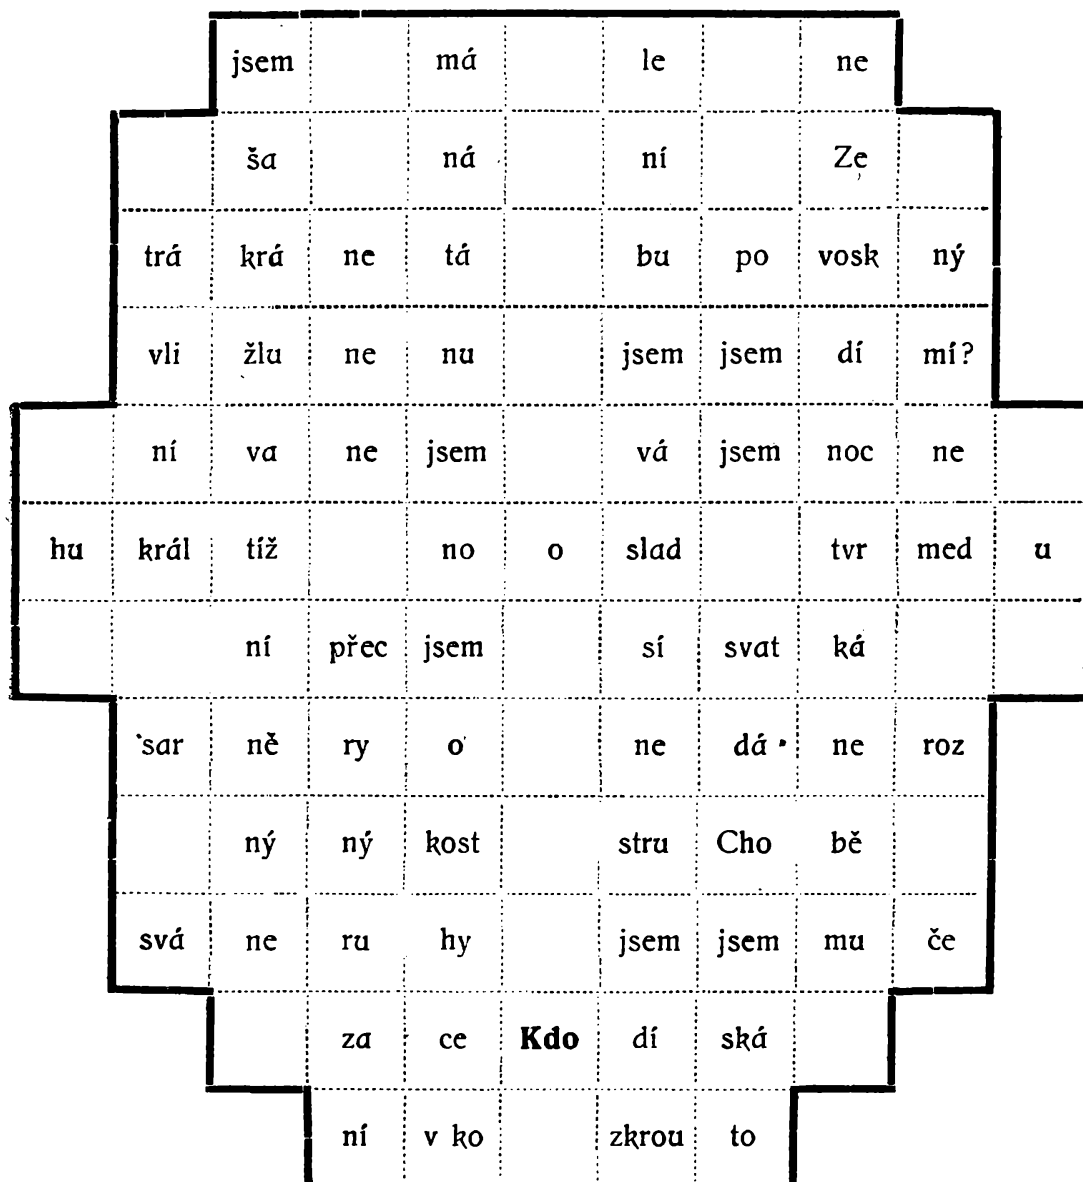 jsem má le ne
ša ná ní Ze
trá krá ne tá bu po vosk ný
vli žlu ne nu jsem jsem dí mí?
ní va ne jsem vá jsem noc ne
hu král tíž no o slad tvr med u
ní přec jsem sí svat ká
sar ně ry o ne dá ne roz
ný ný kost stru Cho bě
svá ne ru hy jsem jsem mu če
za ce Kdo dí ská
ní v ko zkrou to